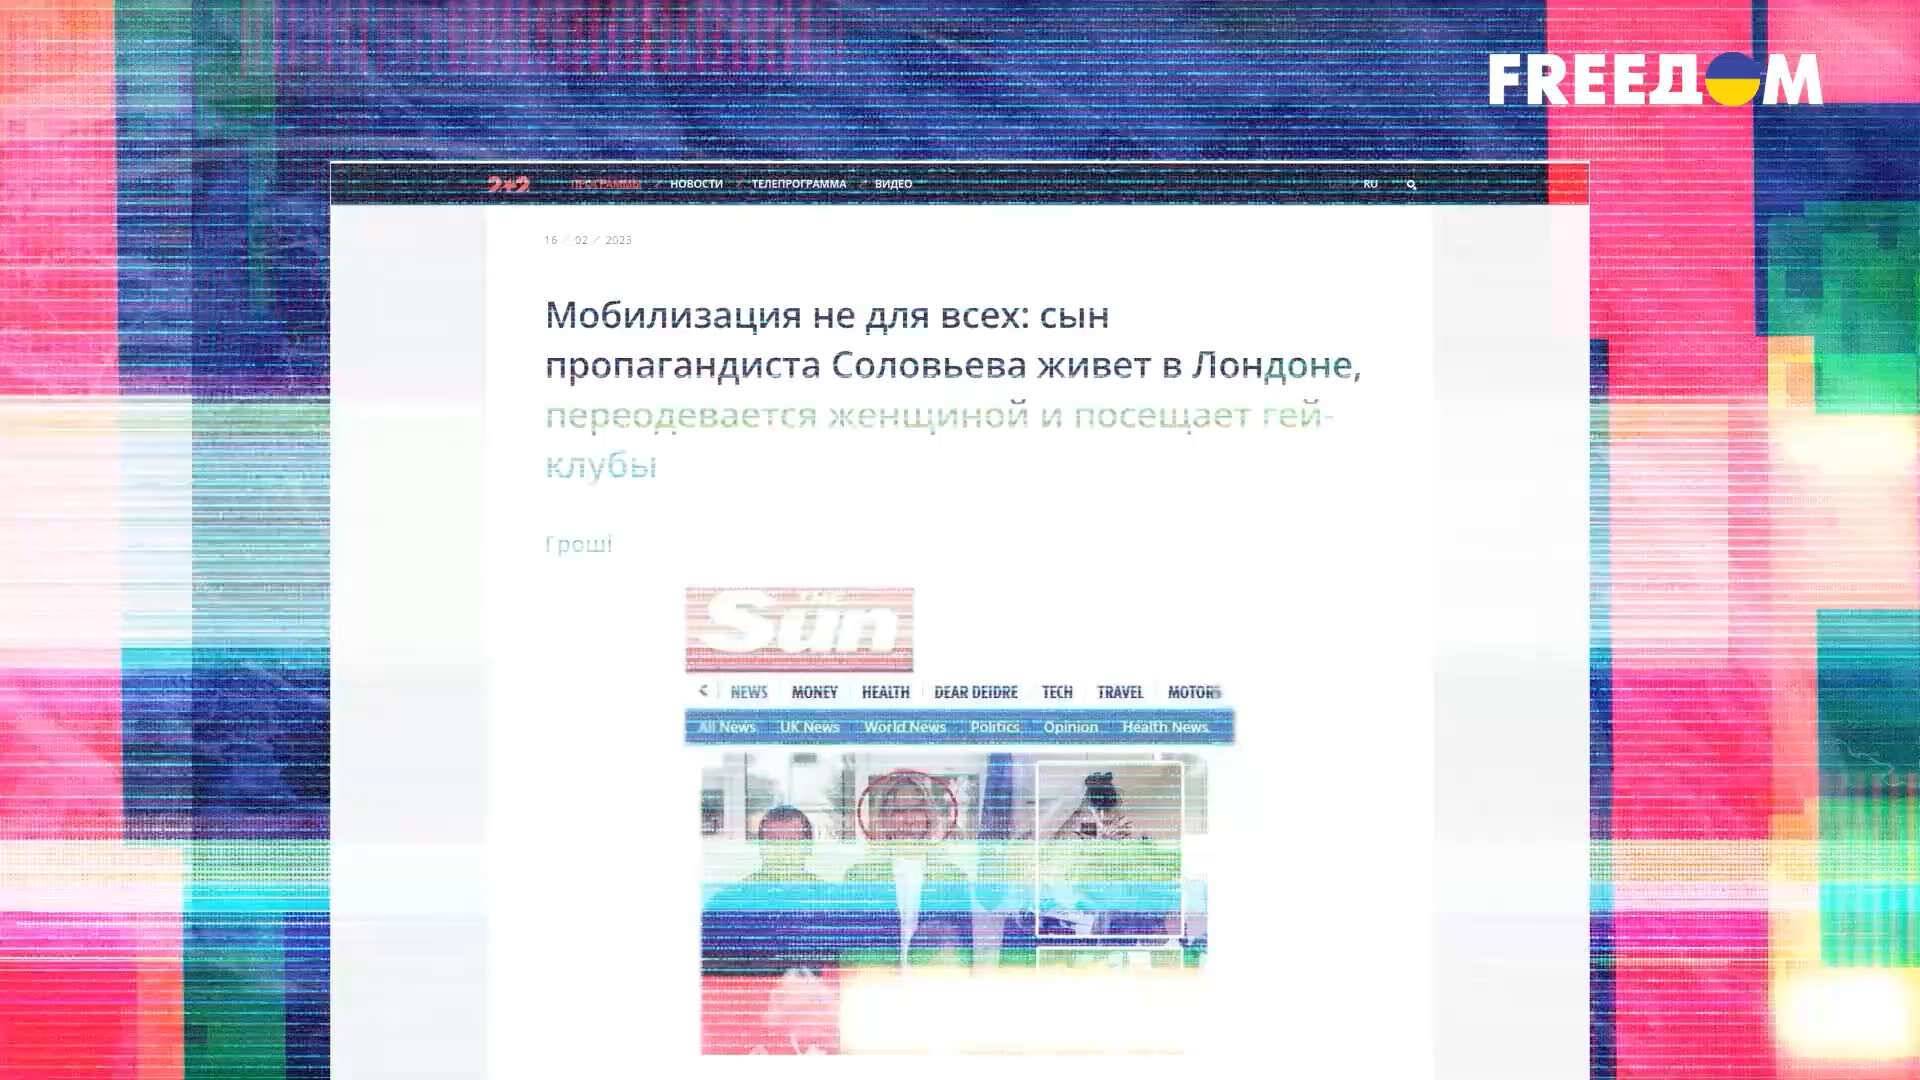 FREEДOM
2+2 ПРОГРАММЫ НОВОСТИ ТЕЛЕПРОГРАММА ВИДЕО RU
16 / 02 / 2023
Мобилизация не для всех: сын
пропагандиста Соловьева живет в Лондоне,
переодевается женщиной и посещает гей-
клубы
Гроші
THE
Sun
< NEWS MONEY HEALTH DEAR DEIDRE TECH TRAVEL MOTORS
All News UK News World News Politics Opinion Health News